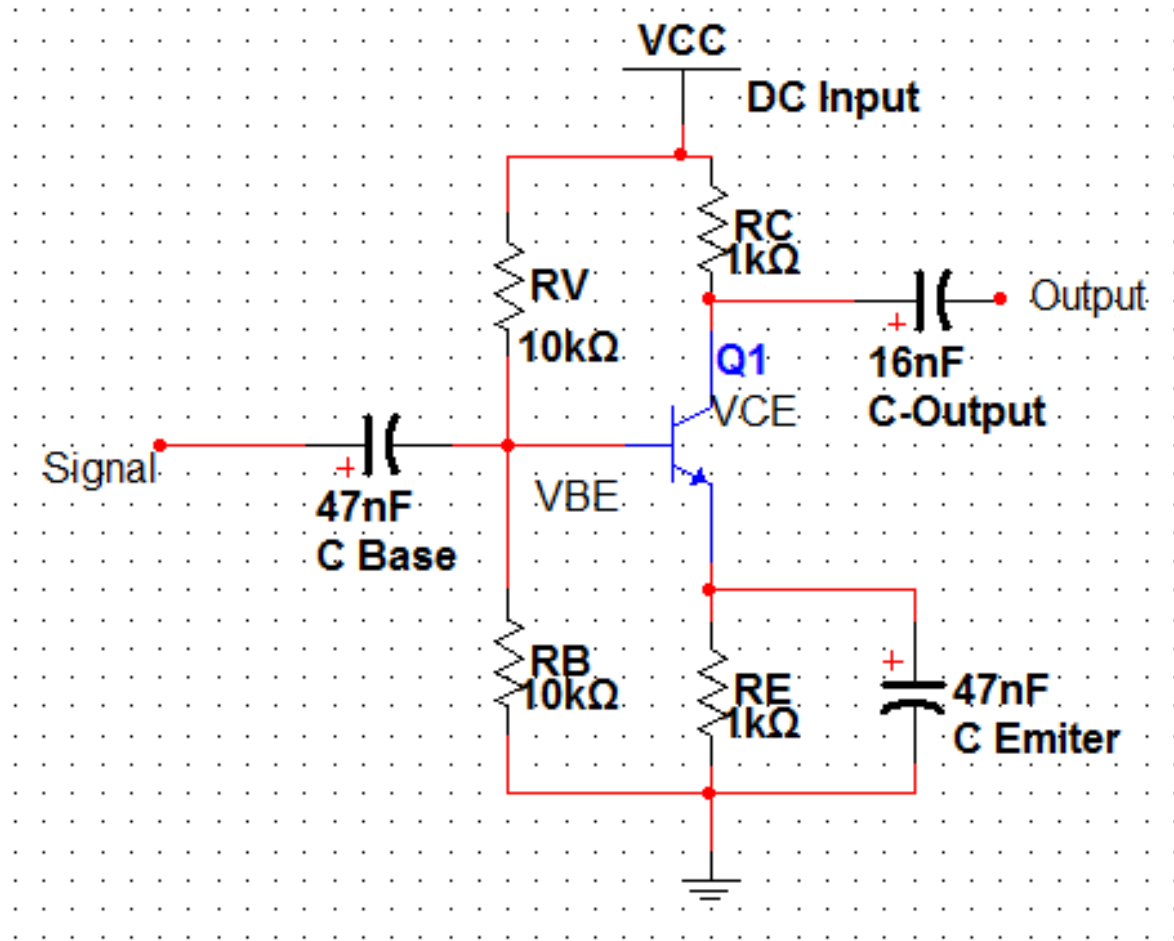 VCC
DC Input
RC
1kΩ
RV
10kΩ
Output
Q1
VCE
16nF
C-Output
Signal
47nF
C Base
VBE
RB
10kΩ
RE
1kΩ
47nF
C Emiter